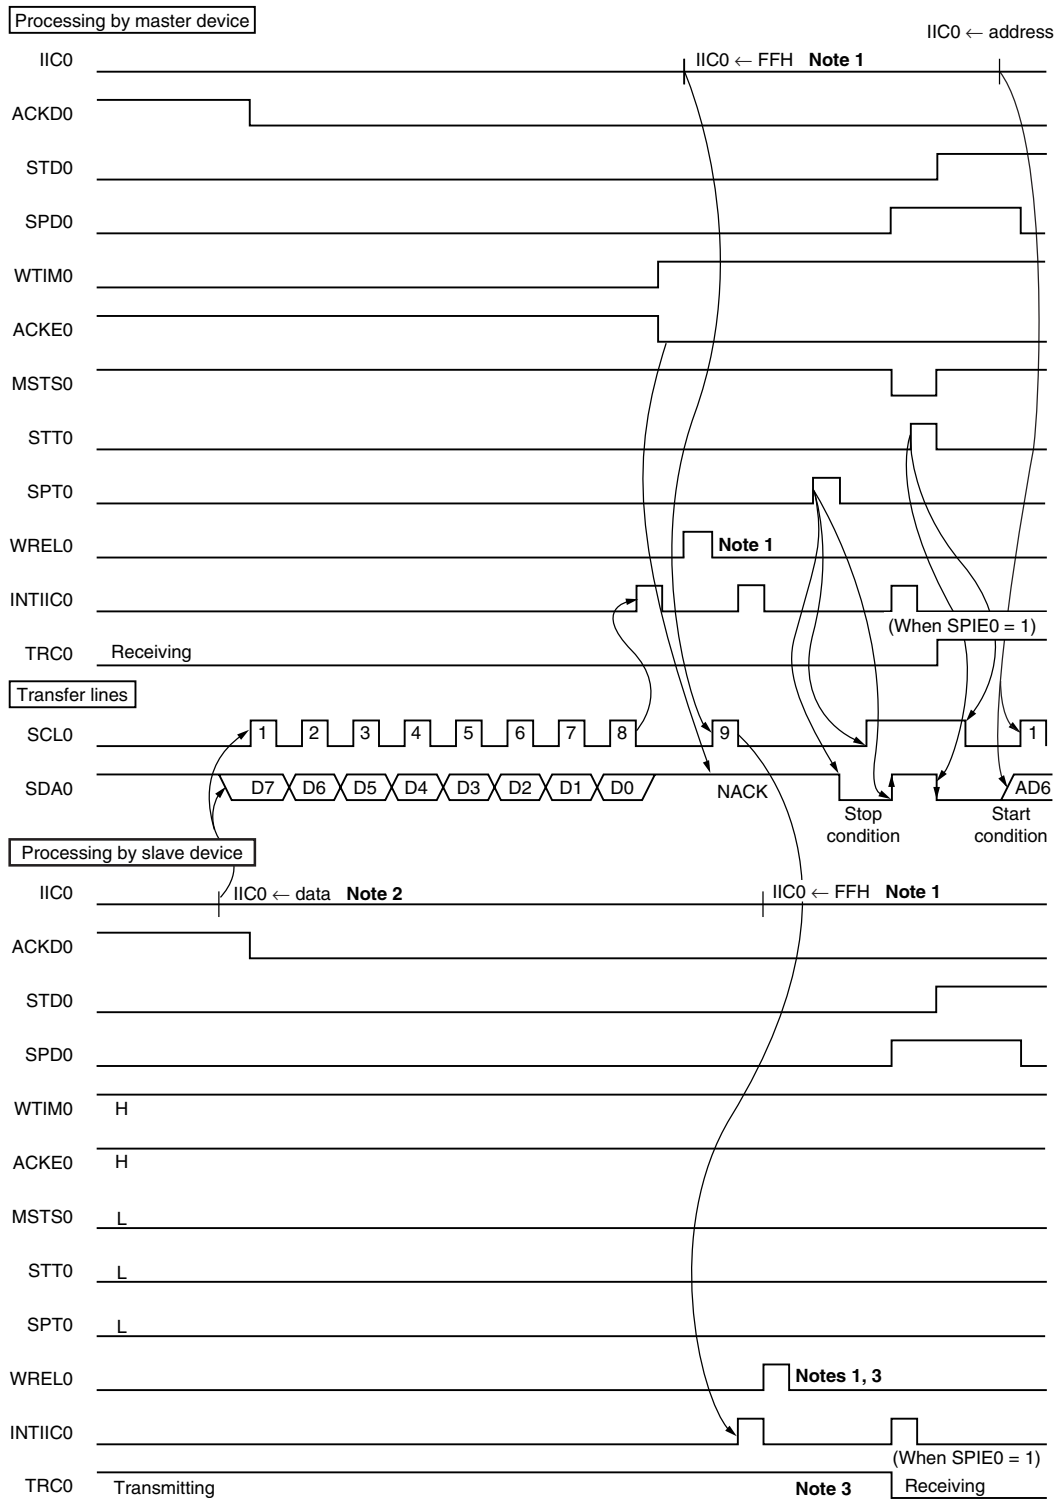 Processing by master device
IIC0 ← address
IIC0 IIC0 ← FFH Note 1
ACKD0
STD0
SPD0
WTIM0
ACKE0
MSTS0
STT0
SPT0
WREL0 Note 1
INTIIC0
(When SPIE0 = 1)
TRC0 Receiving
Transfer lines
SCL0 1 2 3 4 5 6 7 8 9 1
SDA0 D7 D6 D5 D4 D3 D2 D1 D0 NACK AD6
Stop condition
Start condition
Processing by slave device
IIC0 IIC0 ← data Note 2 IIC0 ← FFH Note 1
ACKD0
STD0
SPD0
WTIM0 H
ACKE0 H
MSTS0 L
STT0 L
SPT0 L
WREL0 Notes 1, 3
INTIIC0
(When SPIE0 = 1)
TRC0 Transmitting Note 3 Receiving